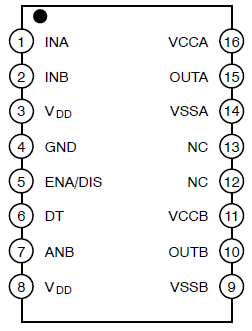 1 INA VCCA 16
2 INB OUTA 15
3 VDD VSSA 14
4 GND NC 13
5 ENA/DIS NC 12
6 DT VCCB 11
7 ANB OUTB 10
8 VDD VSSB 9